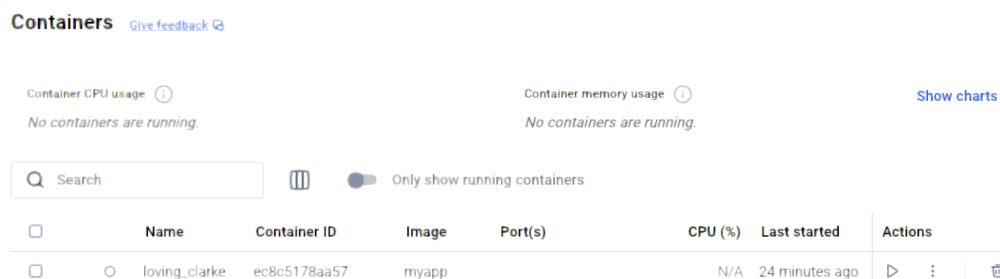 Containers Give feedback
Container CPU usage Container memory usage Show charts
No containers are running. No containers are running.
Search Only show running containers
Name Container ID Image Port(s) CPU (%) Last started Actions
loving_clarke ec8c5178aa57 myapp N/A 24 minutes ago